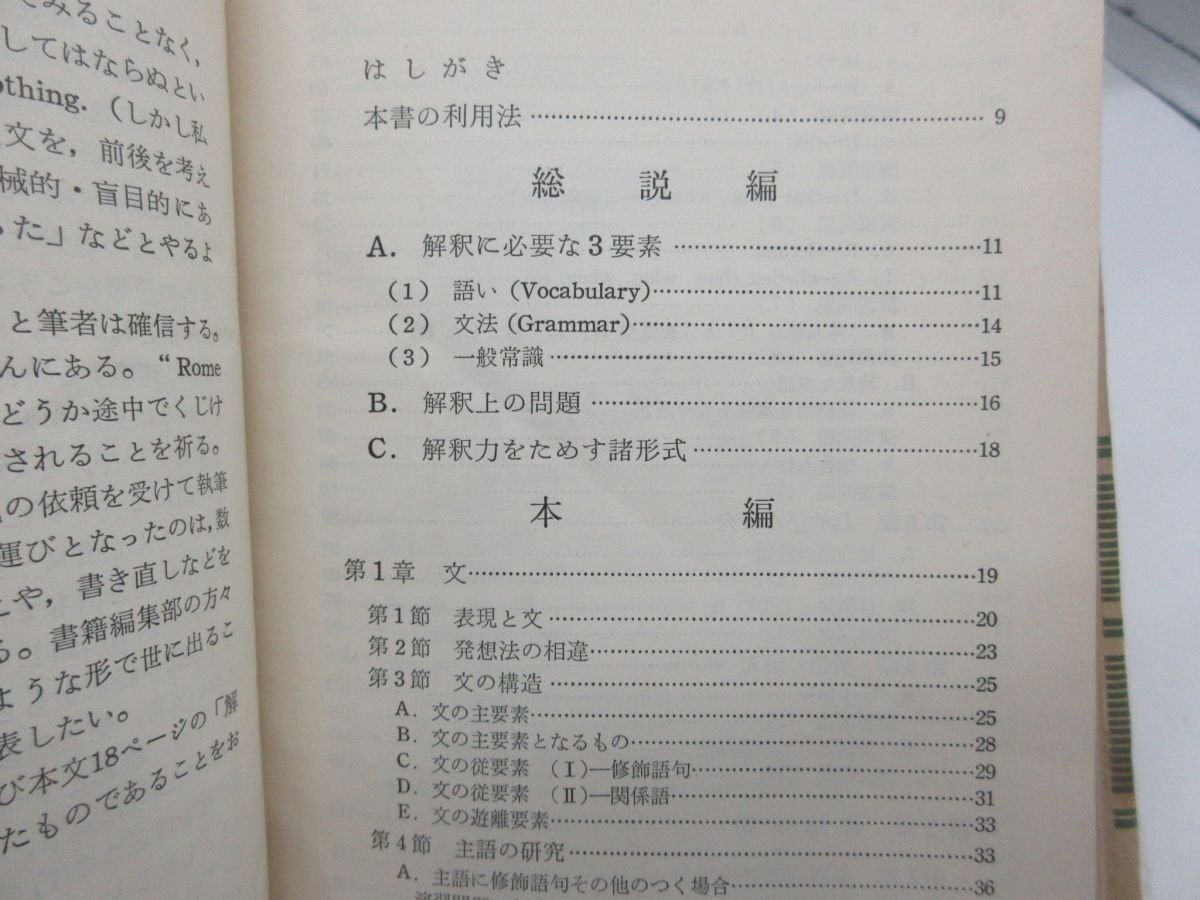 てみることなく,
してはならぬとい
othing. (しかし私
文を, 前後を考え
械的・盲目的にあ
った」などとやるよ
と筆者は確信する。
んにある。 “Rome
どうか途中でくじけ
されることを祈る。
の依頼を受けて執筆
運びとなったのは, 数
とや, 書き直しなどを
る。書籍編集部の方々
ような形で世に出るこ
表したい。
び本文18ページの「解
たものであることをお
はしがき
本書の利用法 9
総説編
A. 解釈に必要な3要素 11
(1) 語い (Vocabulary) 11
(2) 文法 (Grammar) 14
(3) 一般常識 15
B. 解釈上の問題 16
C. 解釈力をためす諸形式 18
本編
第1章 文 19
第1節 表現と文 20
第2節 発想法の相違 23
第3節 文の構造 25
A. 文の主要素 25
B. 文の主要素となるもの 28
C. 文の従要素 (I)—修飾語句 29
D. 文の従要素 (II)—関係語 31
E. 文の遊離要素 33
第4節 主語の研究 33
A. 主語に修飾語句その他のつく場合 36